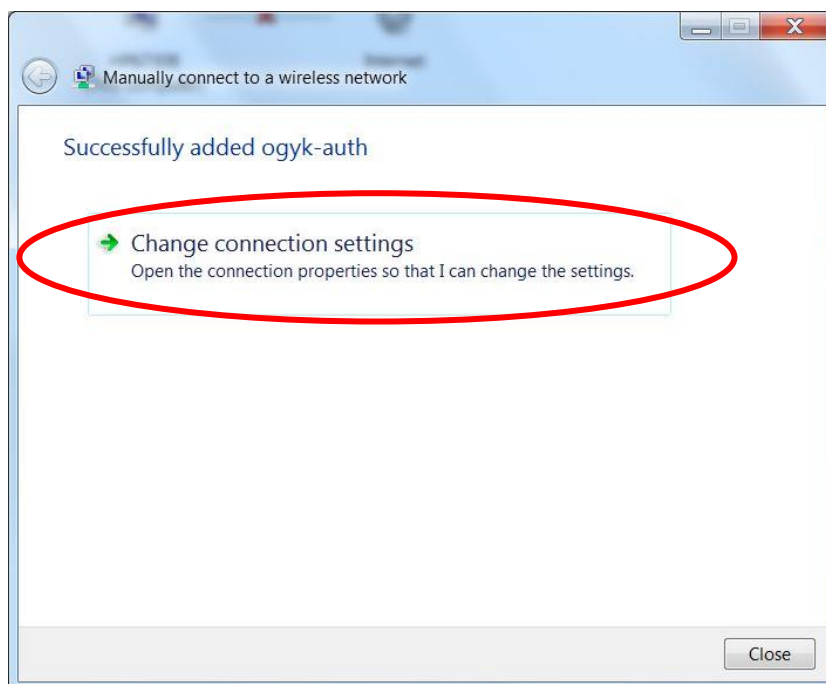 Manually connect to a wireless network
Successfully added ogyk-auth
Change connection settings
Open the connection properties so that I can change the settings.
Close